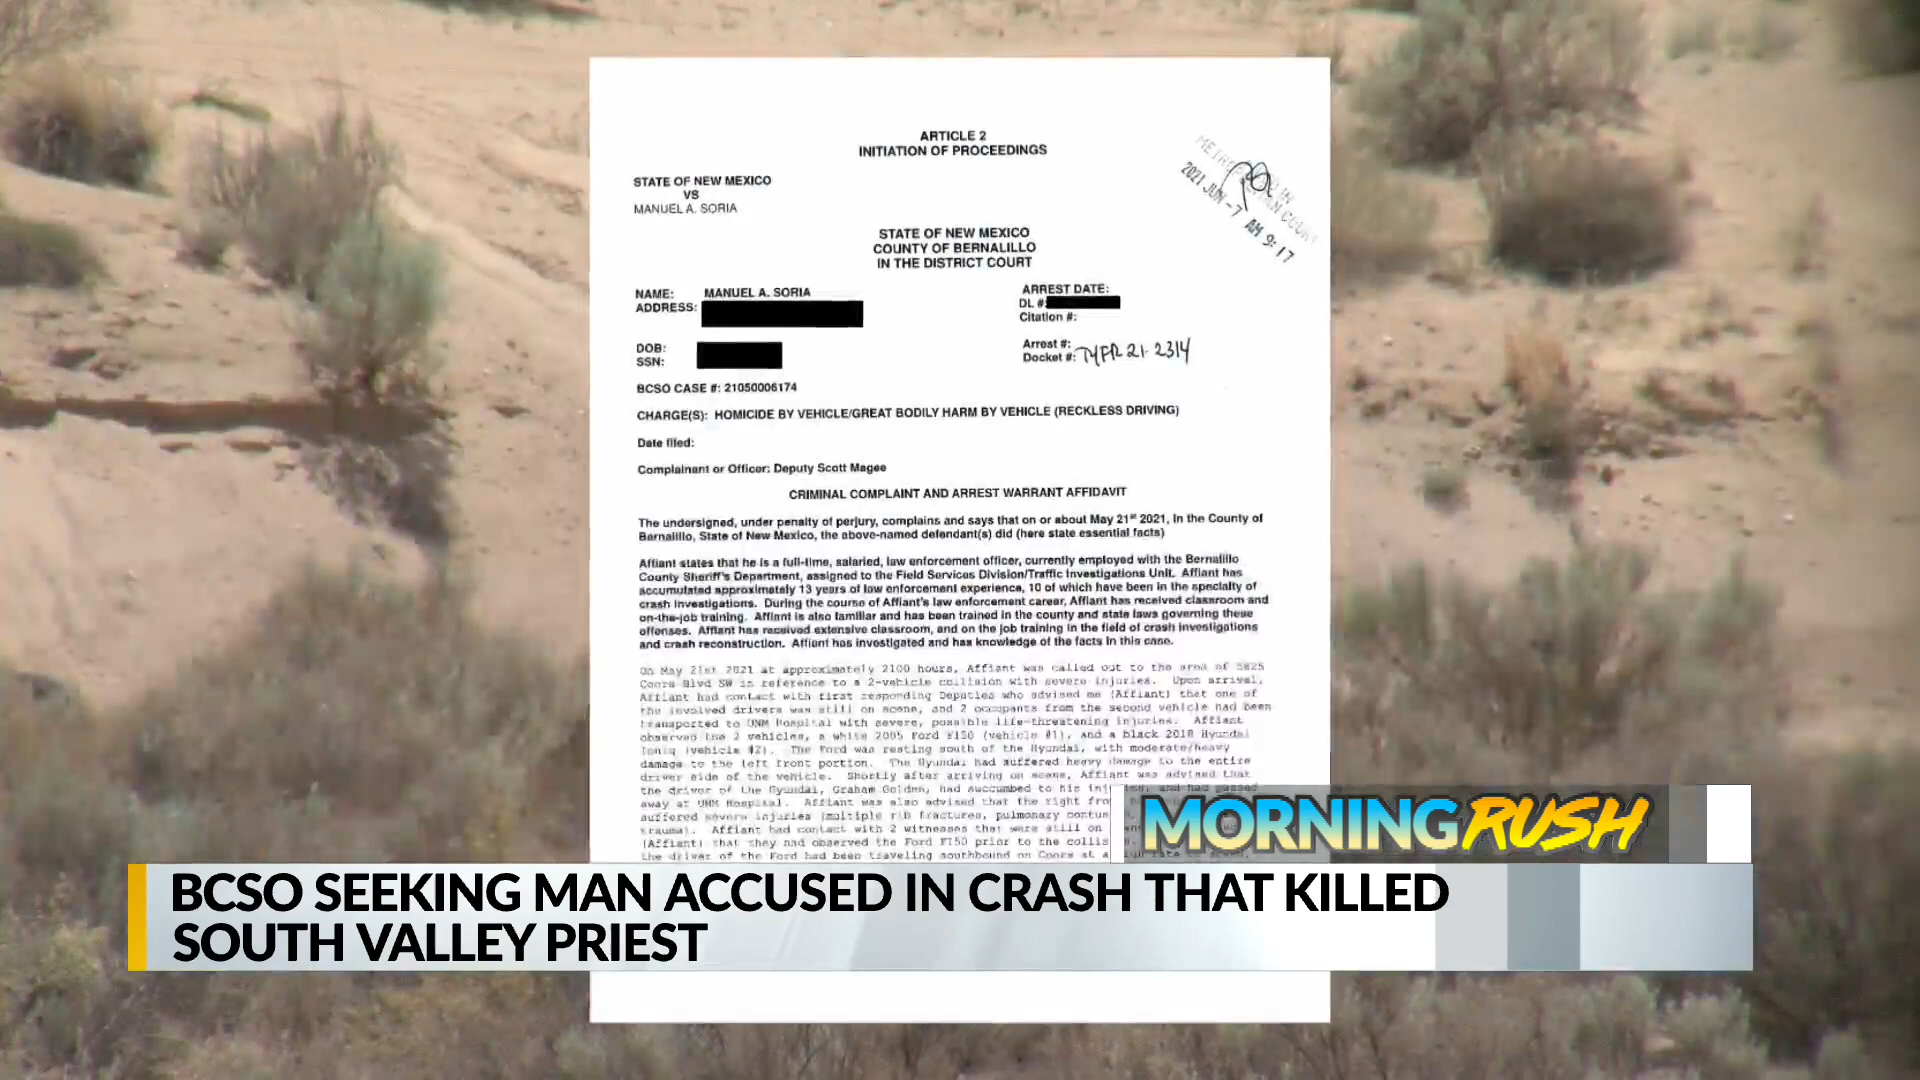 ARTICLE 2
INITIATION OF PROCEEDINGS
STATE OF NEW MEXICO
VS
MANUEL A. SORIA
2021 JUN -7 AM 9:17
STATE OF NEW MEXICO
COUNTY OF BERNALILLO
IN THE DISTRICT COURT
NAME: MANUEL A. SORIA
ADDRESS:
ARREST DATE:
DL #:
Citation #:
DOB:
SSN:
Arrest #:
Docket #: 21-2314
BCSO CASE #: 21050006174
CHARGE(S): HOMICIDE BY VEHICLE/GREAT BODILY HARM BY VEHICLE (RECKLESS DRIVING)
Date filed:
Complainant or Officer: Deputy Scott Magee
CRIMINAL COMPLAINT AND ARREST WARRANT AFFIDAVIT
The undersigned, under penalty of perjury, complains and says that on or about May 21st 2021, in the County of
Bernalillo, State of New Mexico, the above-named defendant(s) did (here state essential facts)
Affiant states that he is a full-time, salaried, law enforcement officer, currently employed with the Bernalillo
County Sheriff's Department, assigned to the Field Services Division/Traffic Investigations Unit. Affiant has
accumulated approximately 13 years of law enforcement experience, 10 of which have been in the specialty of
crash investigations. During the course of Affiant's law enforcement career, Affiant has received classroom and
on-the-job training. Affiant is also familiar and has been trained in the county and state laws governing these
offenses. Affiant has received extensive classroom, and on the job training in the field of crash investigations
and crash reconstruction. Affiant has investigated and has knowledge of the facts in this case.
On May 21st 2021 at approximately 2100 hours, Affiant was called out to the area of 5825
Coors Blvd SW in reference to a 2-vehicle collision with severe injuries. Upon arrival,
Affiant had contact with first responding Deputies who advised me (Affiant) that one of
the involved drivers was still on scene, and 2 occupants from the second vehicle had been
transported to UNM Hospital with severe, possible life-threatening injuries. Affiant
observed the 2 vehicles, a white 2005 Ford F150 (vehicle #1), and a black 2018 Hyundai
Ioniq (vehicle #2). The Ford was resting south of the Hyundai, with moderate/heavy
damage to the left front portion. The Hyundai had suffered heavy damage to the entire
driver side of the vehicle. Shortly after arriving on scene, Affiant was advised that
the driver of the Hyundai, Graham Golden, had succumbed to his
away at UNM Hospital. Affiant was also advised that the right
suffered severe injuries (multiple rib fractures, pulmonary
trauma). Affiant had contact with 2 witnesses that were still on
(Affiant) that they had observed the Ford F150 prior to the
the driver of the Ford had been traveling southbound on Coors at a
MORNING RUSH
BCSO SEEKING MAN ACCUSED IN CRASH THAT KILLED
SOUTH VALLEY PRIEST